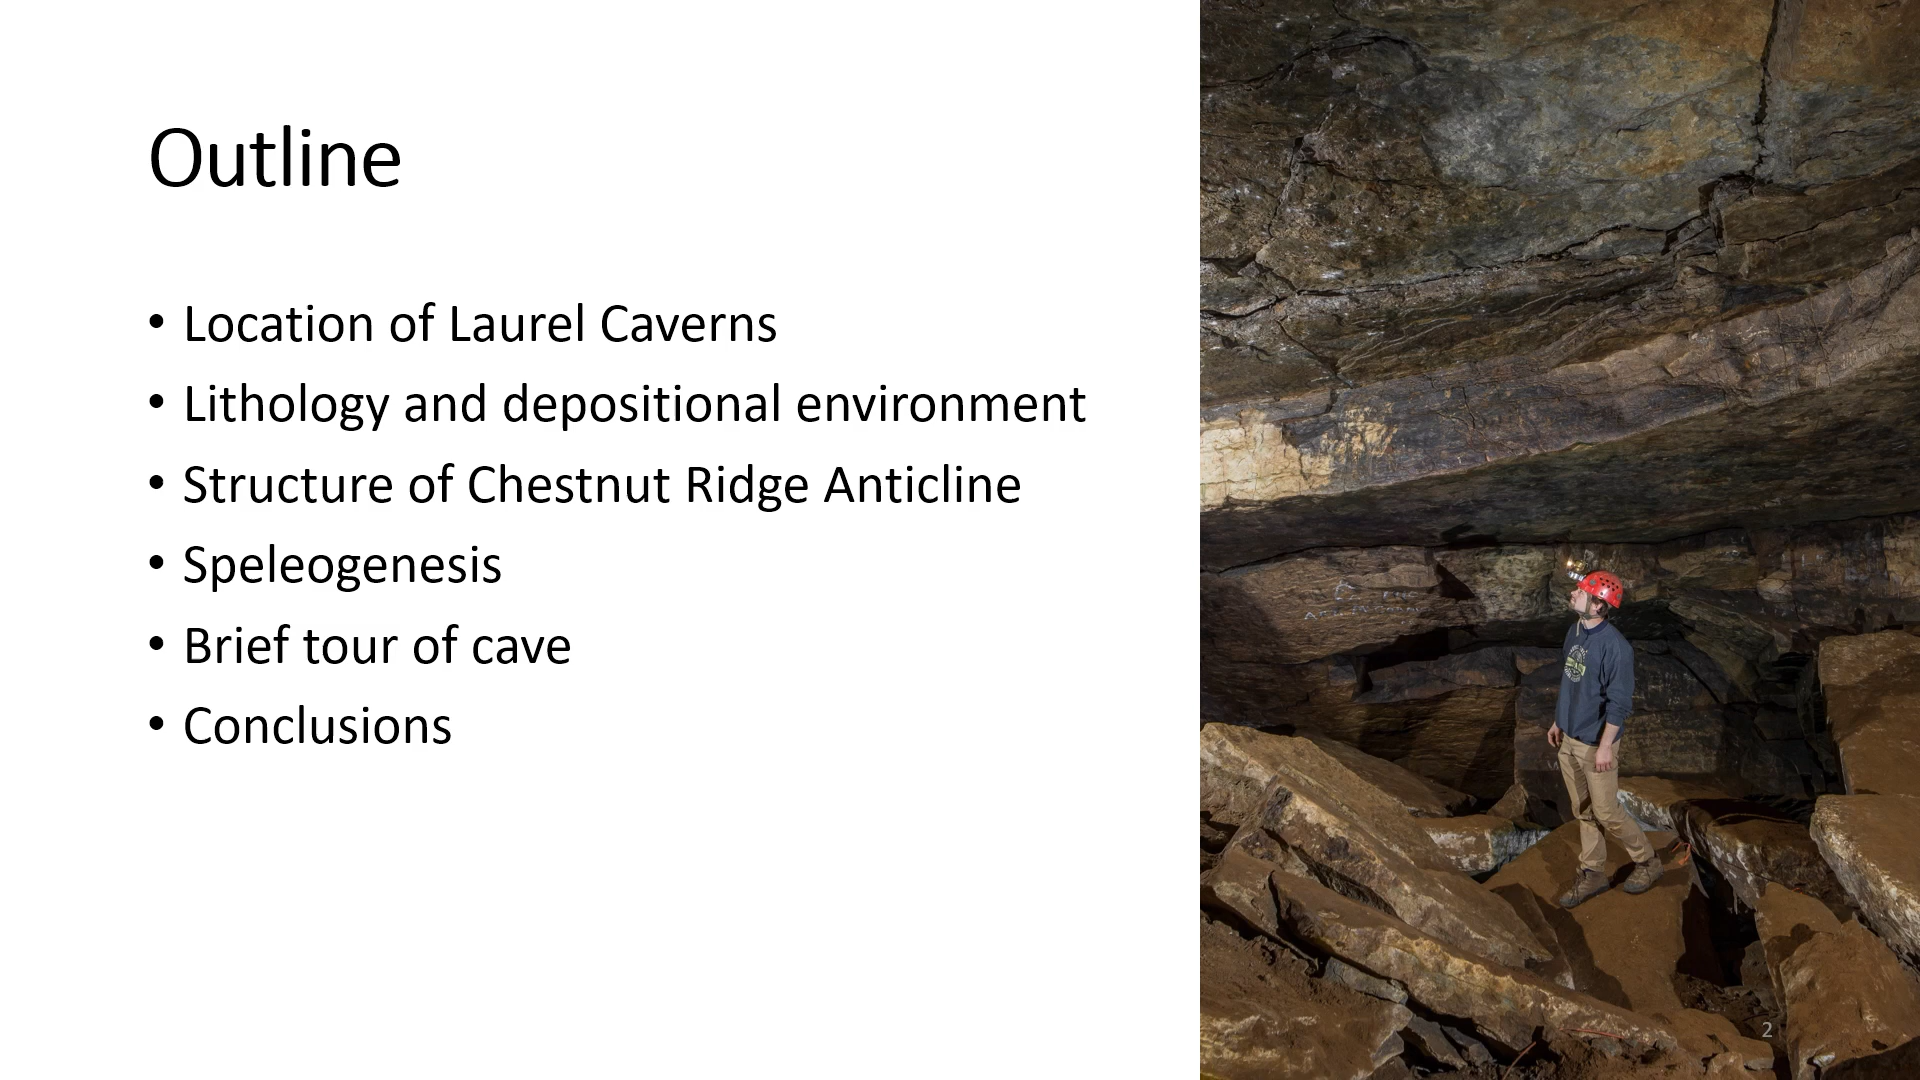 Outline
• Location of Laurel Caverns
• Lithology and depositional environment
• Structure of Chestnut Ridge Anticline
• Speleogenesis
• Brief tour of cave
• Conclusions
2